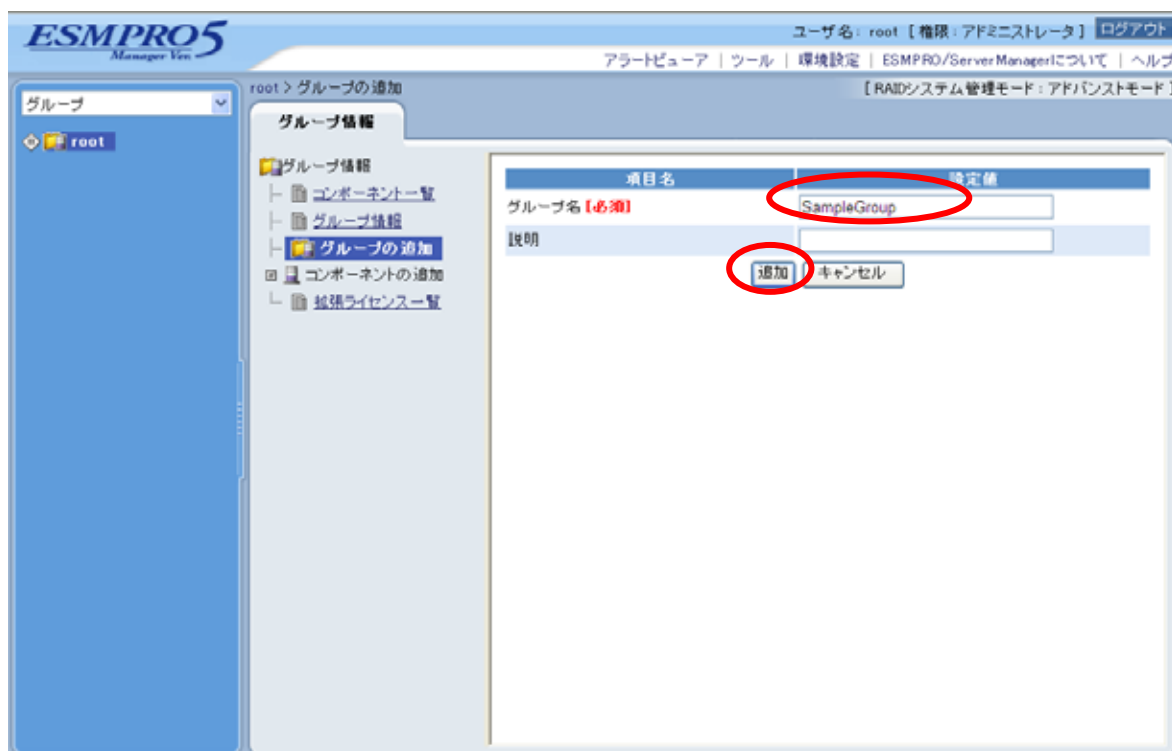 ESMPRO5
Manager Ver.
ユーザ名: root [権限:アドミニストレータ] ログアウト
アラートビューア | ツール | 環境設定 | ESMPRO/ServerManagerについて | ヘルプ
グループ
root
root > グループの追加
[RAIDシステム管理モード:アドバンストモード]
グループ情報
グループ情報
コンポーネント一覧
グループ情報
グループの追加
コンポーネントの追加
拡張ライセンス一覧
項目名 設定値
グループ名 [必須] SampleGroup
説明
追加 キャンセル